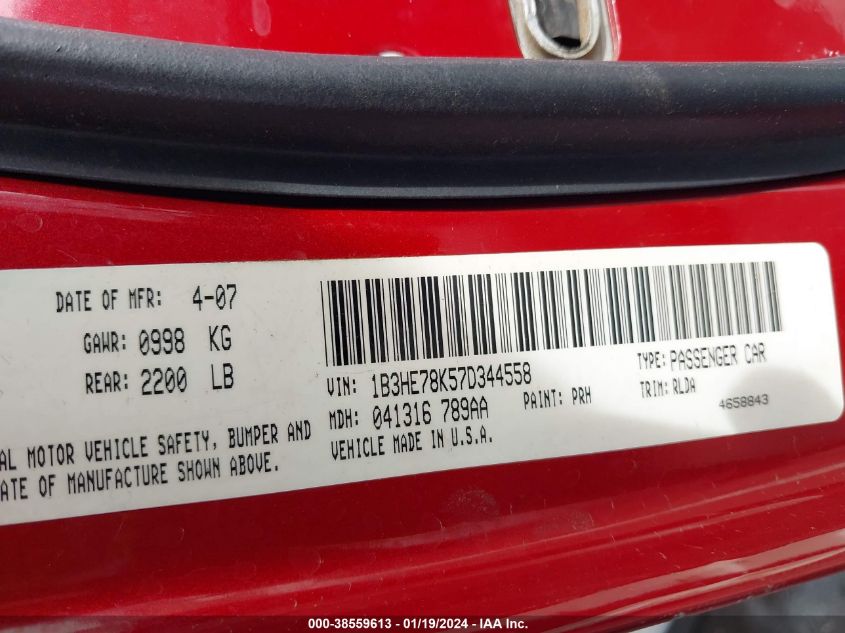 DATE OF MFR: 4-07
GAWR: 0998 KG
REAR: 2200 LB
AL MOTOR VEHICLE SAFETY, BUMPER AND
ATE OF MANUFACTURE SHOWN ABOVE.
VIN: 1B3HE78K57D344558
TYPE: PASSENGER CAR
MDH: 041316 789AA
PAINT: PRH
TRIM: RLDA
VEHICLE MADE IN U.S.A.
4658843
000-38559613 - 01/19/2024 - IAA Inc.